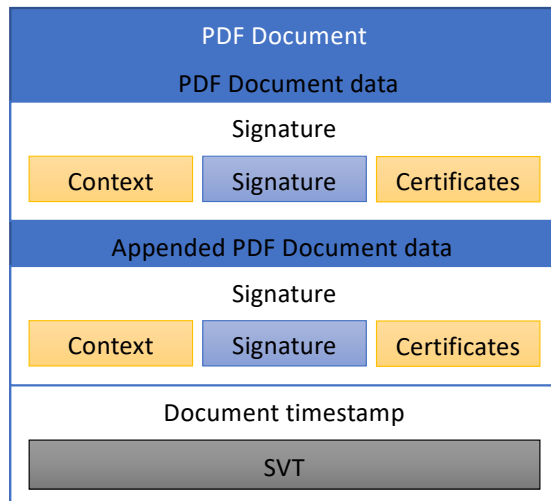 PDF Document
PDF Document data
Signature
Context Signature Certificates
Appended PDF Document data
Signature
Context Signature Certificates
Document timestamp
SVT